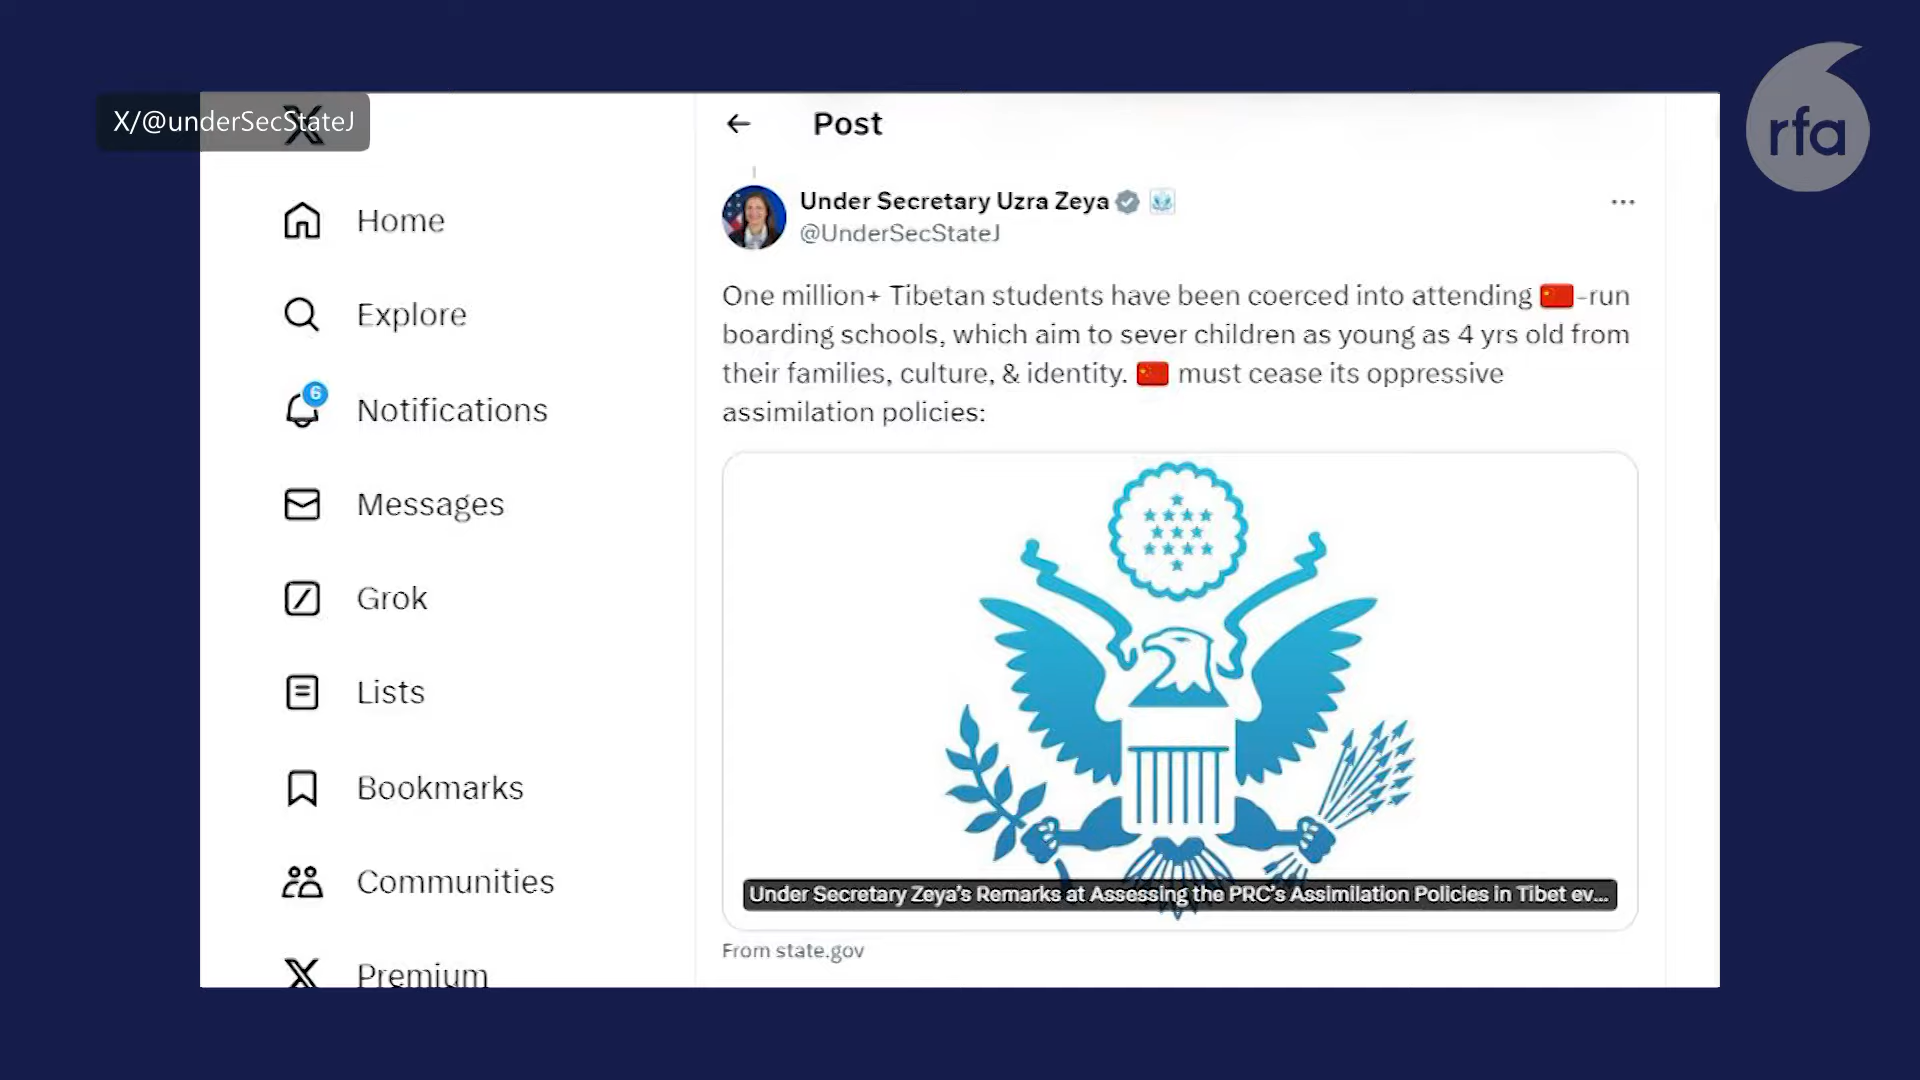 X/@underSecStateJ
rfa
Home
Explore
6
Notifications
Messages
Grok
Lists
Bookmarks
Communities
Premium
Post
Under Secretary Uzra Zeya
@UnderSecStateJ
One million+ Tibetan students have been coerced into attending 🇨🇳-run
boarding schools, which aim to sever children as young as 4 yrs old from
their families, culture, & identity. 🇨🇳 must cease its oppressive
assimilation policies:
Under Secretary Zeya's Remarks at Assessing the PRC's Assimilation Policies in Tibet ev...
From state.gov